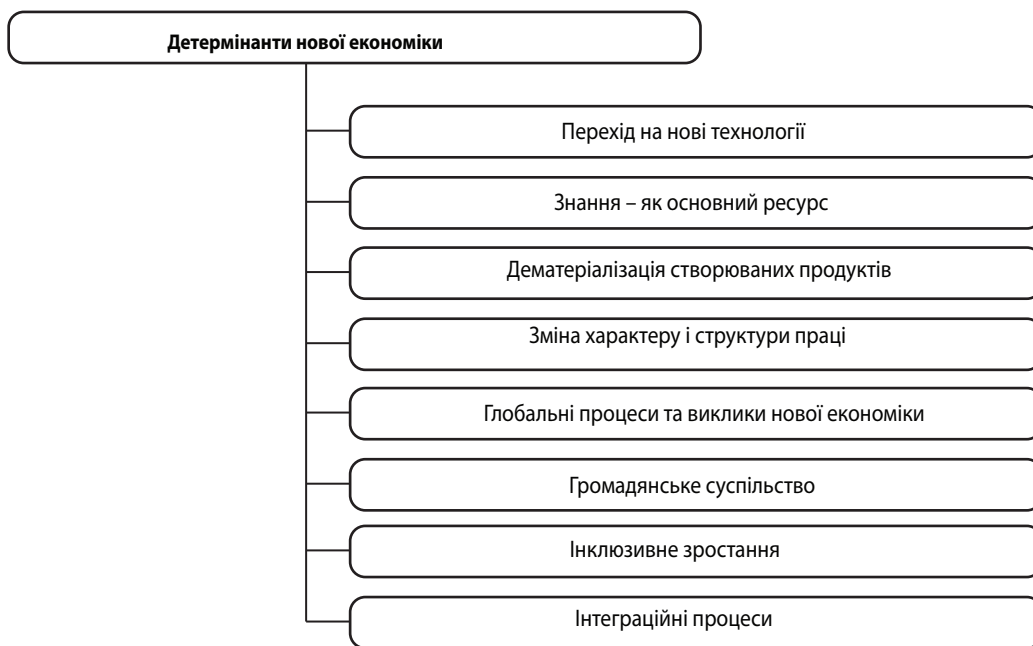 Детермінанти нової економіки
Перехід на нові технології
Знання – як основний ресурс
Дематеріалізація створюваних продуктів
Зміна характеру і структури праці
Глобальні процеси та виклики нової економіки
Громадянське суспільство
Інклюзивне зростання
Інтеграційні процеси